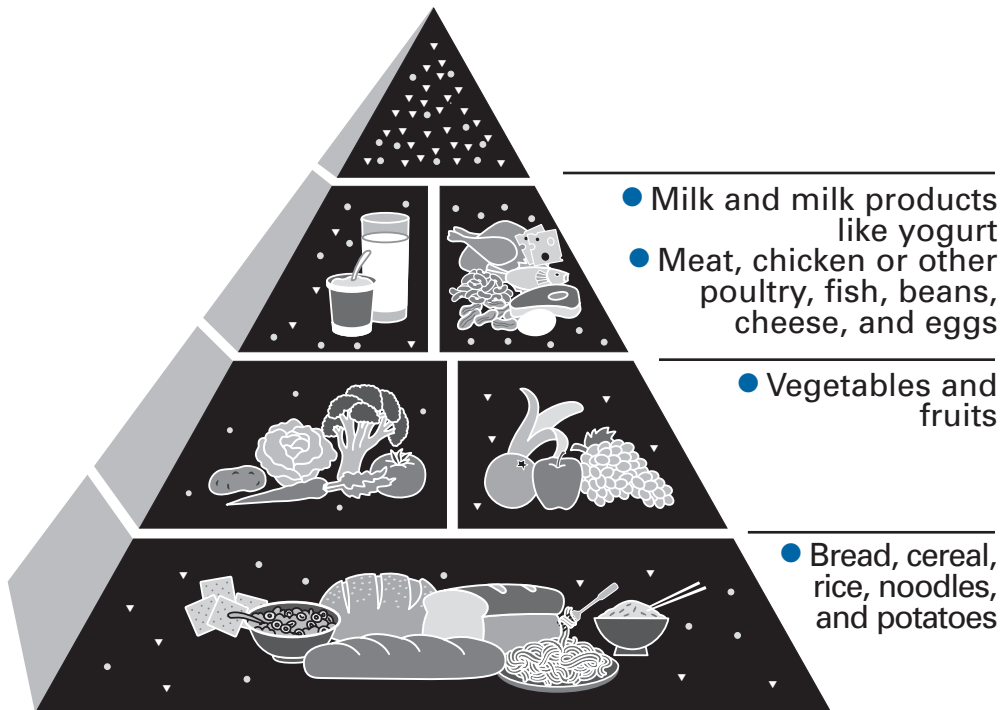 ● Milk and milk products
like yogurt
● Meat, chicken or other
poultry, fish, beans,
cheese, and eggs
● Vegetables and
fruits
● Bread, cereal,
rice, noodles,
and potatoes